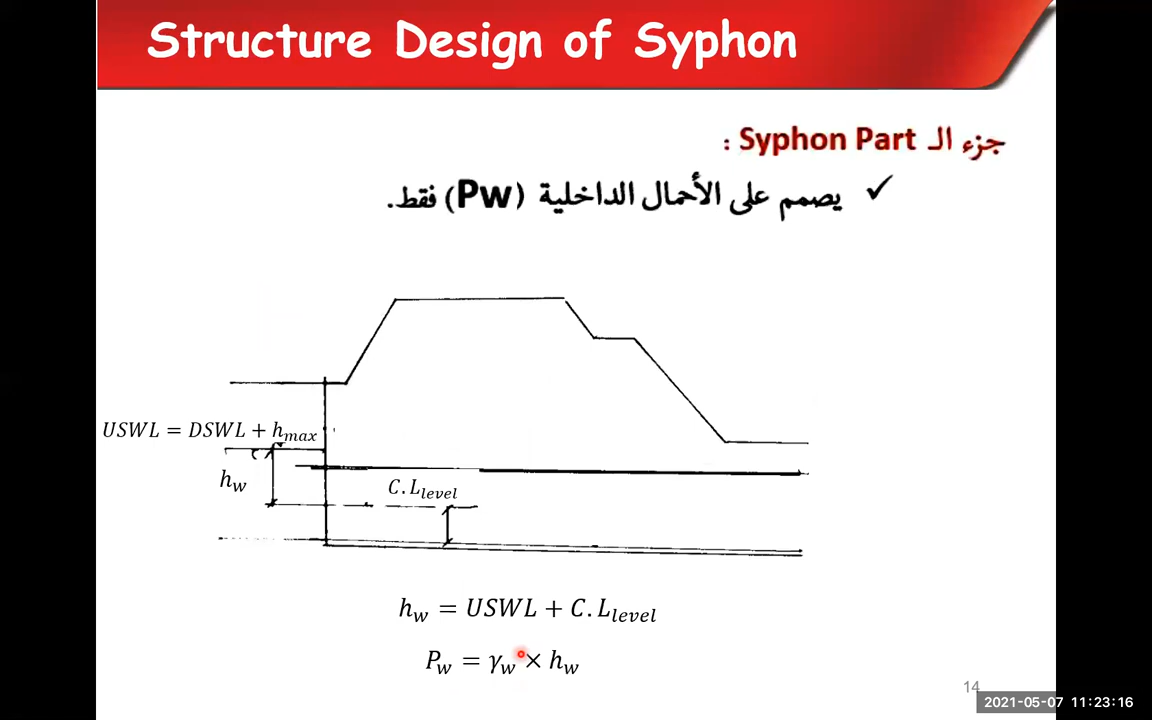 Structure Design of Syphon
جزء الـ Syphon Part :
✓ يصمم على الأحمال الداخلية (Pw) فقط.
USWL = DSWL + hₘₐₓ
h_w
C.L_level
h_w = USWL + C.L_level
P_w = γ_w × h_w
14
2021-05-07 11:23:16